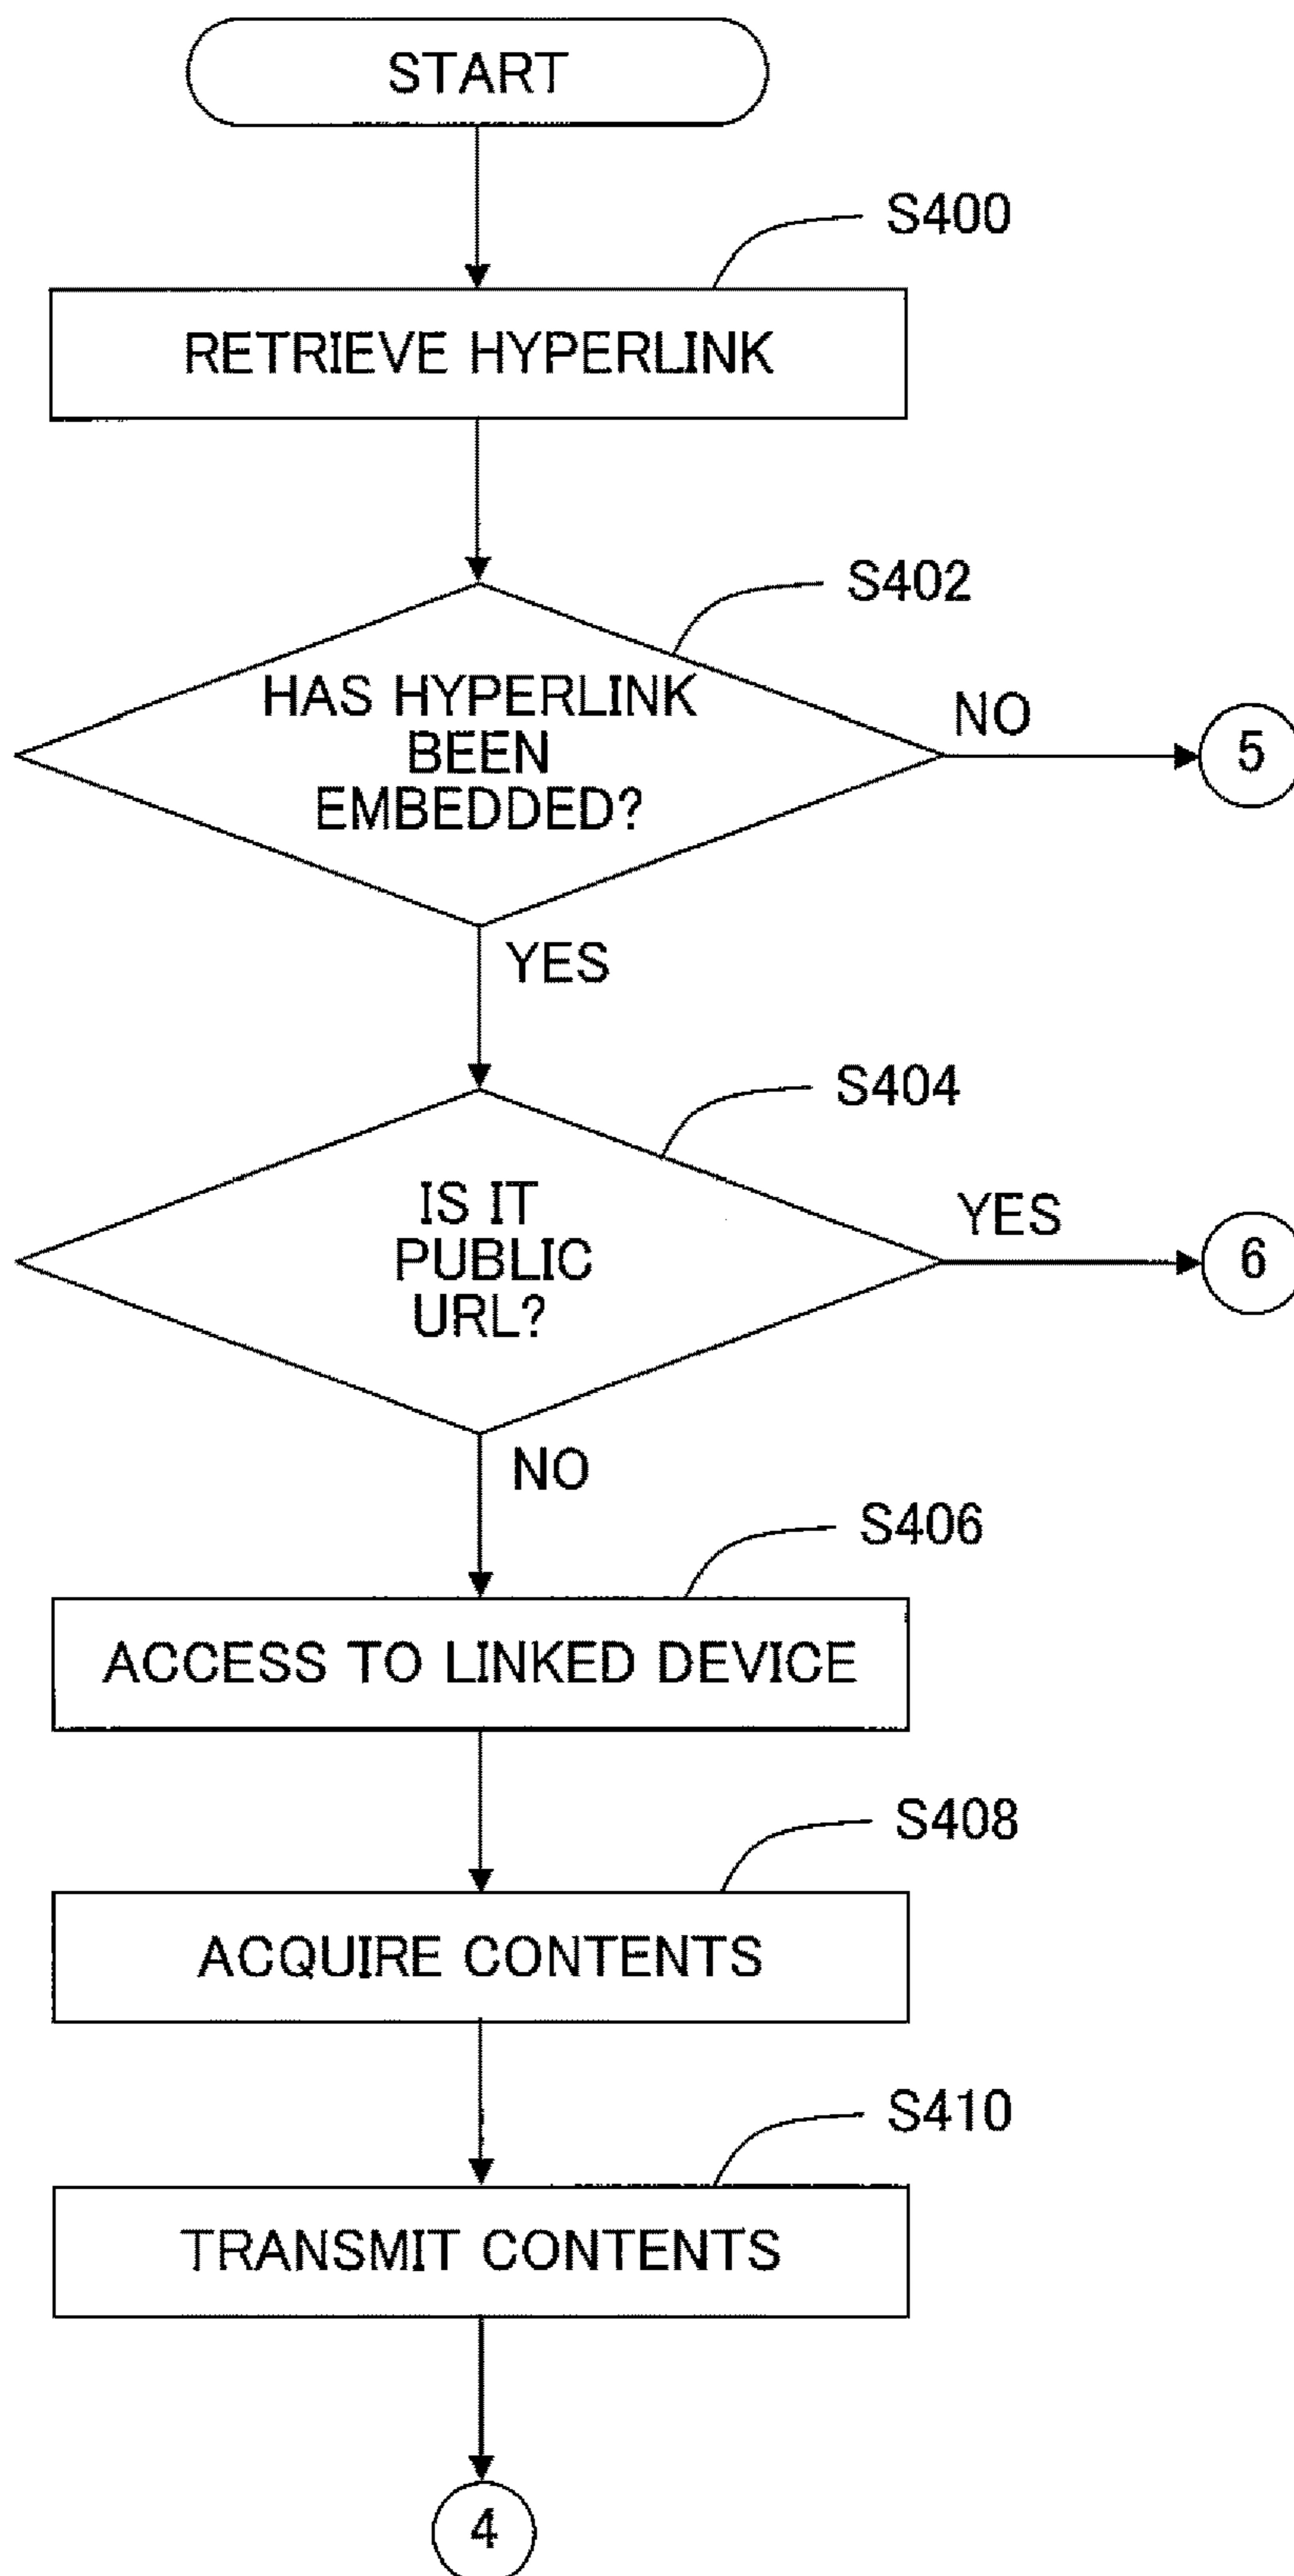 START
S400
RETRIEVE HYPERLINK
S402
HAS HYPERLINK
BEEN
EMBEDDED?
NO
5
YES
S404
IS IT
PUBLIC
URL?
YES
6
NO
S406
ACCESS TO LINKED DEVICE
S408
ACQUIRE CONTENTS
S410
TRANSMIT CONTENTS
4